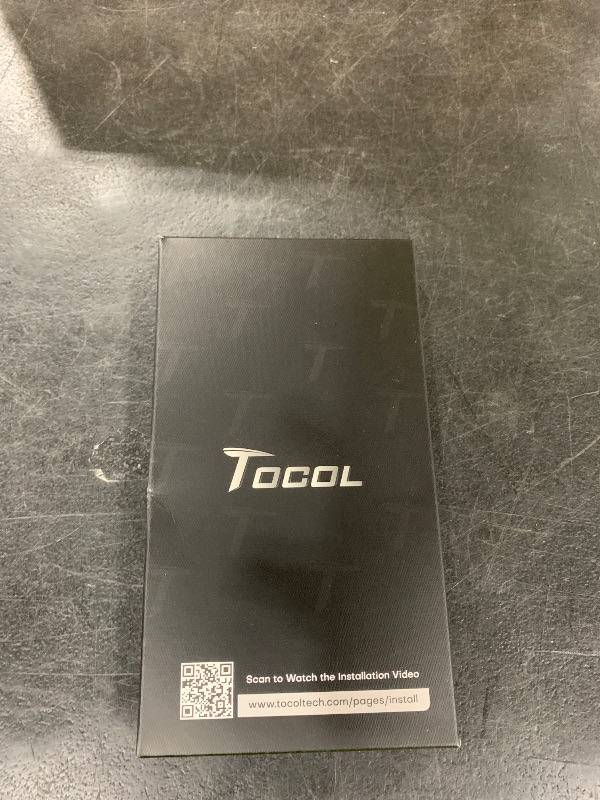 TOCOL
Scan to Watch the Installation Video
www.tocoltech.com/pages/install